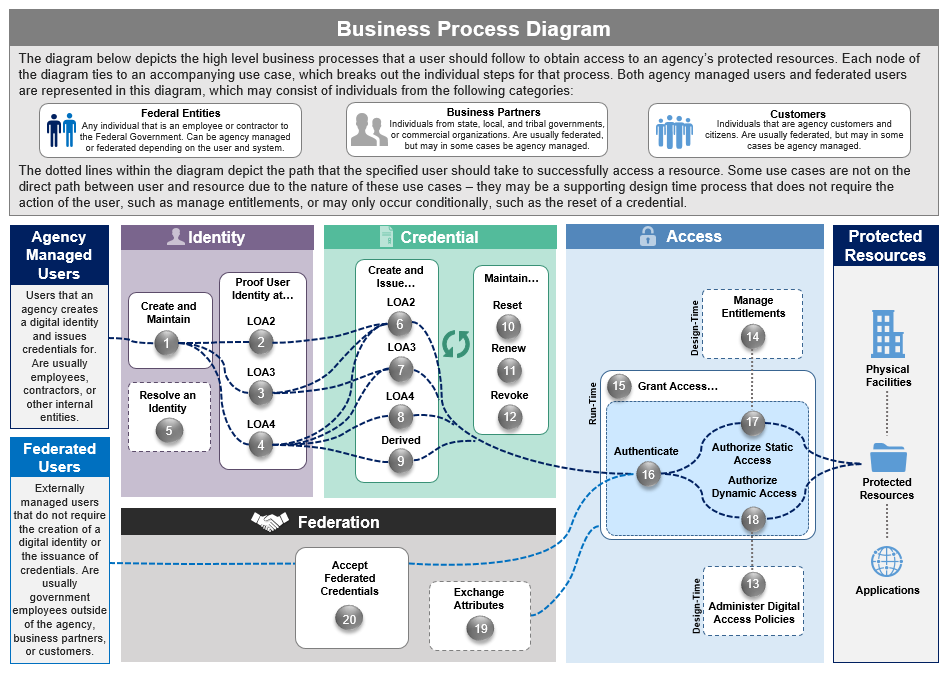 Business Process Diagram
The diagram below depicts the high level business processes that a user should follow to obtain access to an agency's protected resources. Each node of
the diagram ties to an accompanying use case, which breaks out the individual steps for that process. Both agency managed users and federated users
are represented in this diagram, which may consist of individuals from the following categories:
Federal Entities
Any individual that is an employee or contractor to
the Federal Government. Can be agency managed
or federated depending on the user and system.
Business Partners
Individuals from state, local, and tribal governments,
or commercial organizations. Are usually federated,
but may in some cases be agency managed.
Customers
Individuals that are agency customers and
citizens. Are usually federated, but may in some
cases be agency managed.
The dotted lines within the diagram depict the path that the specified user should take to successfully access a resource. Some use cases are not on the
direct path between user and resource due to the nature of these use cases – they may be a supporting design time process that does not require the
action of the user, such as manage entitlements, or may only occur conditionally, such as the reset of a credential.
Agency
Managed
Users
Users that an
agency creates
a digital identity
and issues
credentials for.
Are usually
employees,
contractors, or
other internal
entities.
Federated
Users
Externally
managed users
that do not require
the creation of a
digital identity or
the issuance of
credentials. Are
usually
government
employees outside
of the agency,
business partners,
or customers.
Identity
Create and
Maintain
1
Resolve an
Identity
5
Proof User
Identity at…
LOA2
2
LOA3
3
LOA4
4
Credential
Create and
Issue…
LOA2
6
LOA3
7
LOA4
8
Derived
9
Maintain…
Reset
10
Renew
11
Revoke
12
Federation
Accept
Federated
Credentials
20
Exchange
Attributes
19
Access
Design-Time
Manage
Entitlements
14
Run-Time
15 Grant Access…
Authenticate
16
17
Authorize Static
Access
Authorize
Dynamic Access
18
Design-Time
13
Administer Digital
Access Policies
Protected
Resources
Physical
Facilities
Protected
Resources
Applications